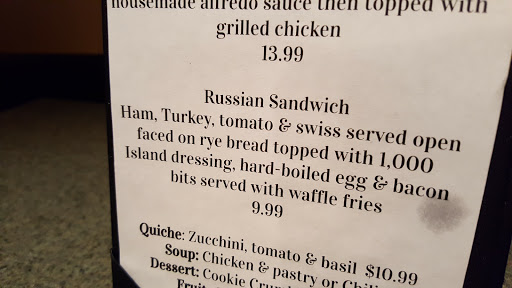 housemade alfredo sauce then topped with
grilled chicken
13.99
Russian Sandwich
Ham, Turkey, tomato & swiss served open
faced on rye bread topped with 1,000
Island dressing, hard-boiled egg & bacon
bits served with waffle fries
9.99
Quiche: Zucchini, tomato & basil $10.99
Soup: Chicken & pastry or
Dessert: Cookie